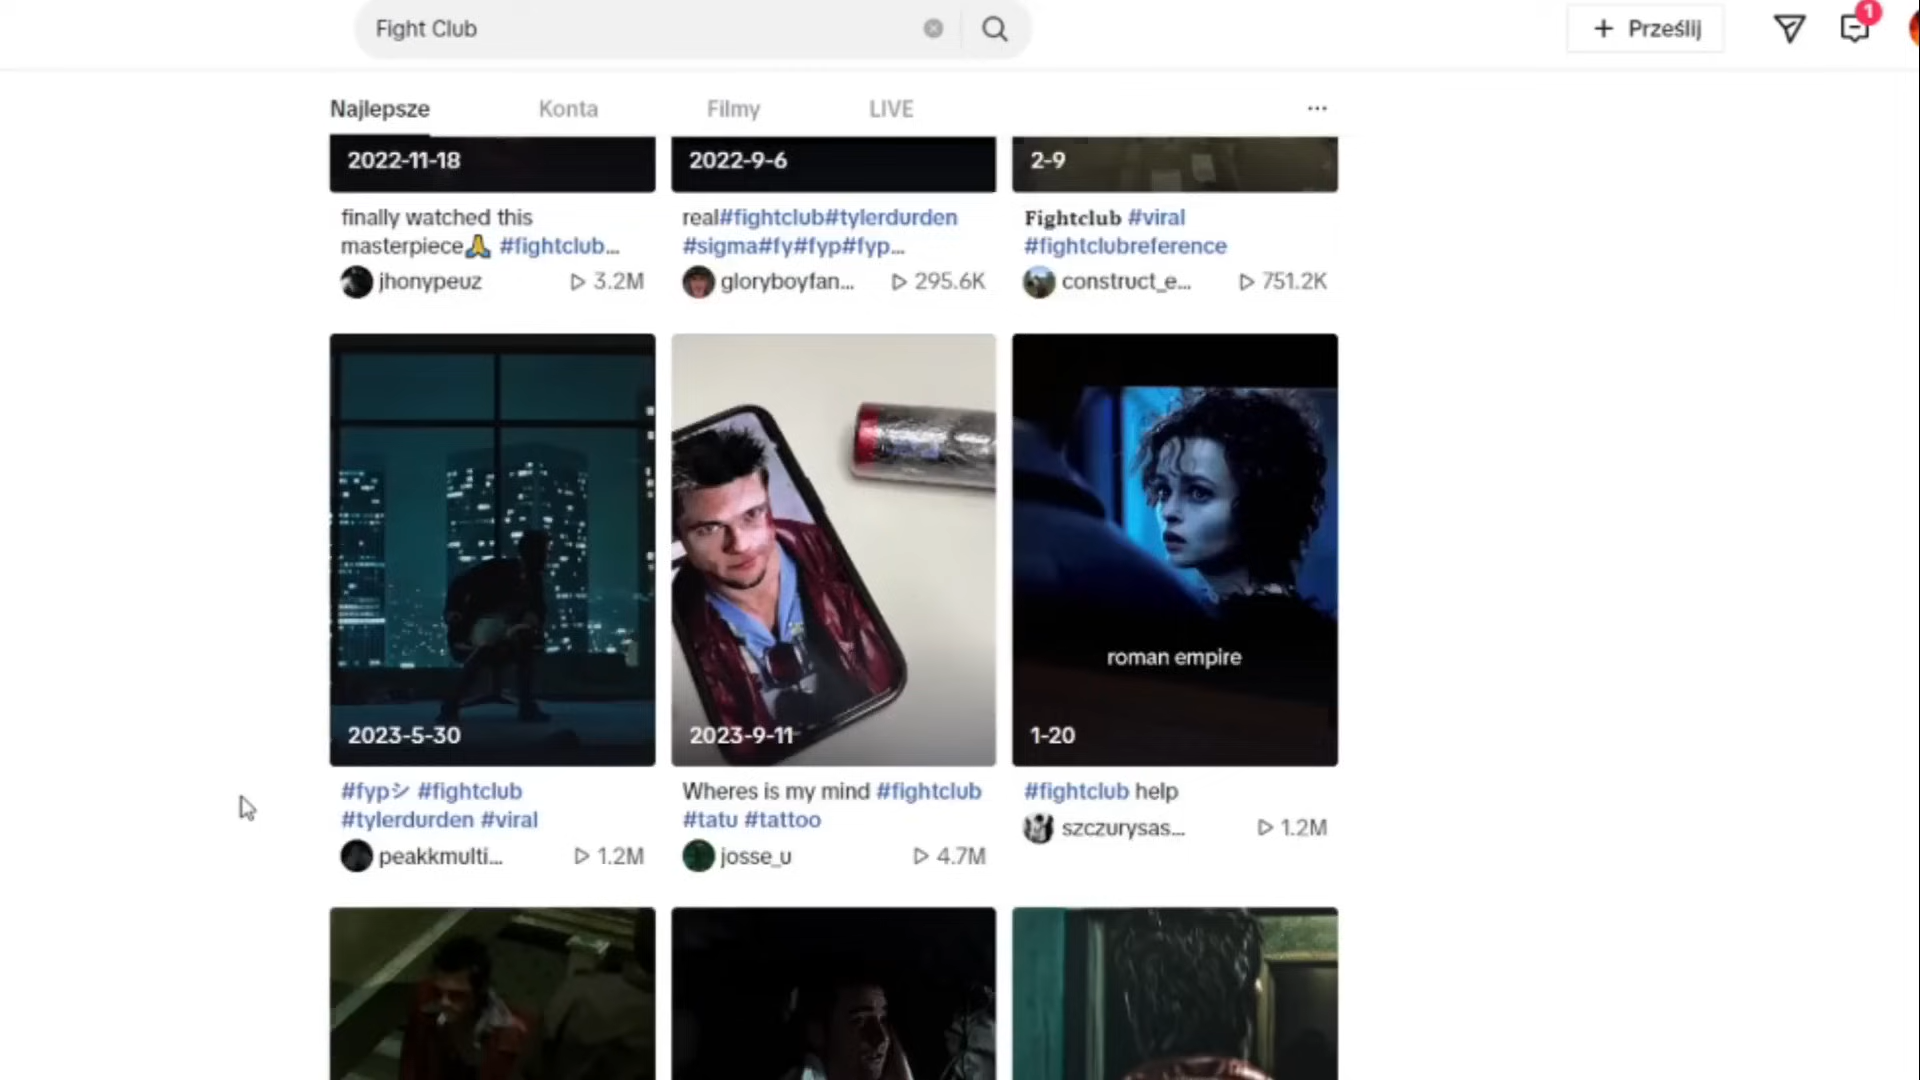 Fight Club
Prześlij
1
Najlepsze
Konta
Filmy
LIVE
2022-11-18
finally watched this
masterpiece🙏 #fightclub...
jhonypeuz
3.2M
2022-9-6
real#fightclub#tylerdurden
#sigma#fy#fyp#fyp...
gloryboyfan...
295.6K
2-9
Fightclub #viral
#fightclubreference
construct_e...
751.2K
2023-5-30
#fypシ #fightclub
#tylerdurden #viral
peakkmulti...
1.2M
2023-9-11
Wheres is my mind #fightclub
#tatu #tattoo
josse_u
4.7M
roman empire
1-20
#fightclub help
szczurysas...
1.2M